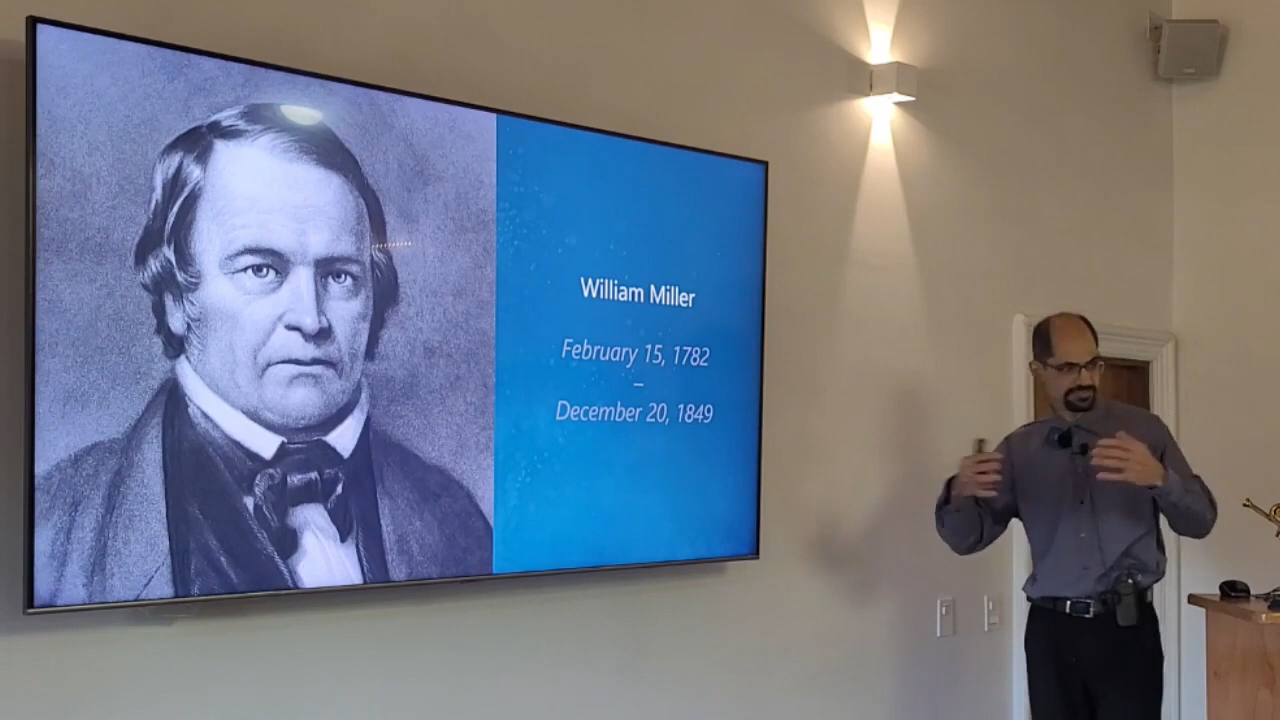 William Miller
February 15, 1782
–
December 20, 1849